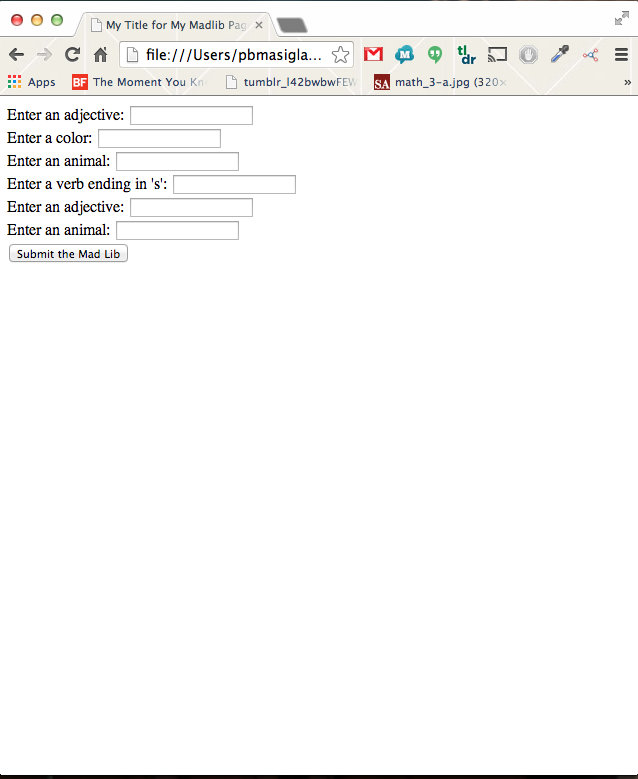 My Title for My Madlib Pag
file:///Users/pbmasigla...
tl;dr
Apps
BF The Moment You Kn
tumblr_l42bwbwFEW
SA math_3-a.jpg (320×
»
Enter an adjective:
Enter a color:
Enter an animal:
Enter a verb ending in 's':
Enter an adjective:
Enter an animal:
Submit the Mad Lib